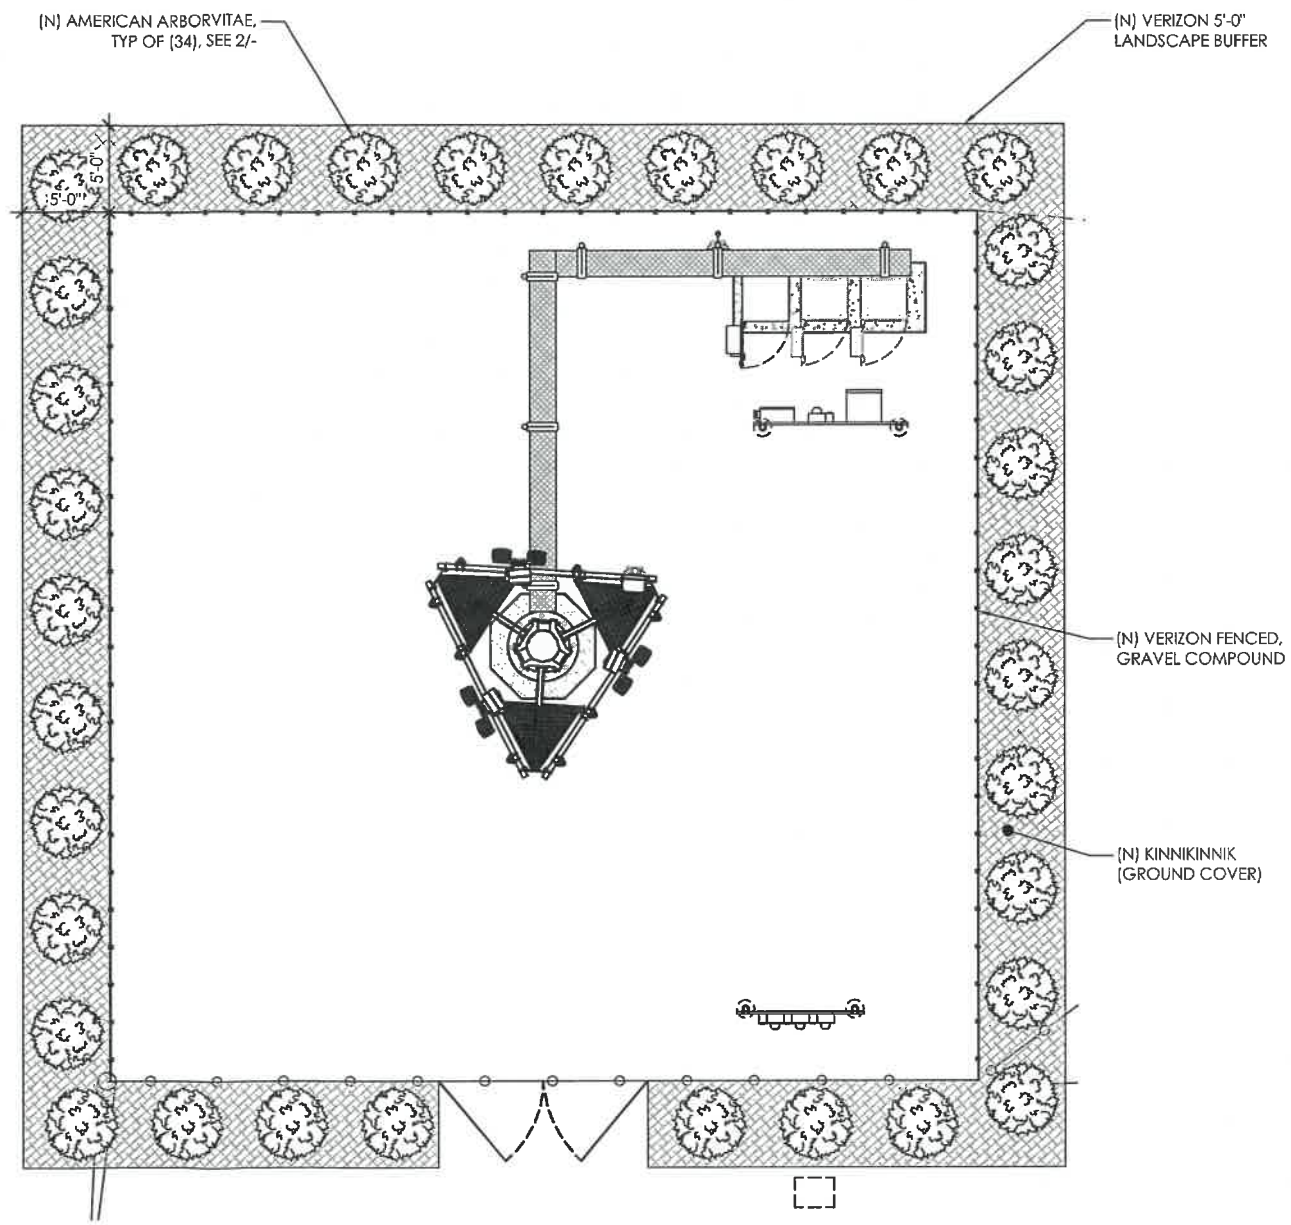 (N) AMERICAN ARBORVITAE,
TYP OF (34), SEE 2/-
(N) VERIZON 5'-0"
LANDSCAPE BUFFER
5'-0"
5'-0"
(N) VERIZON FENCED,
GRAVEL COMPOUND
(N) KINNIKINNIK
(GROUND COVER)